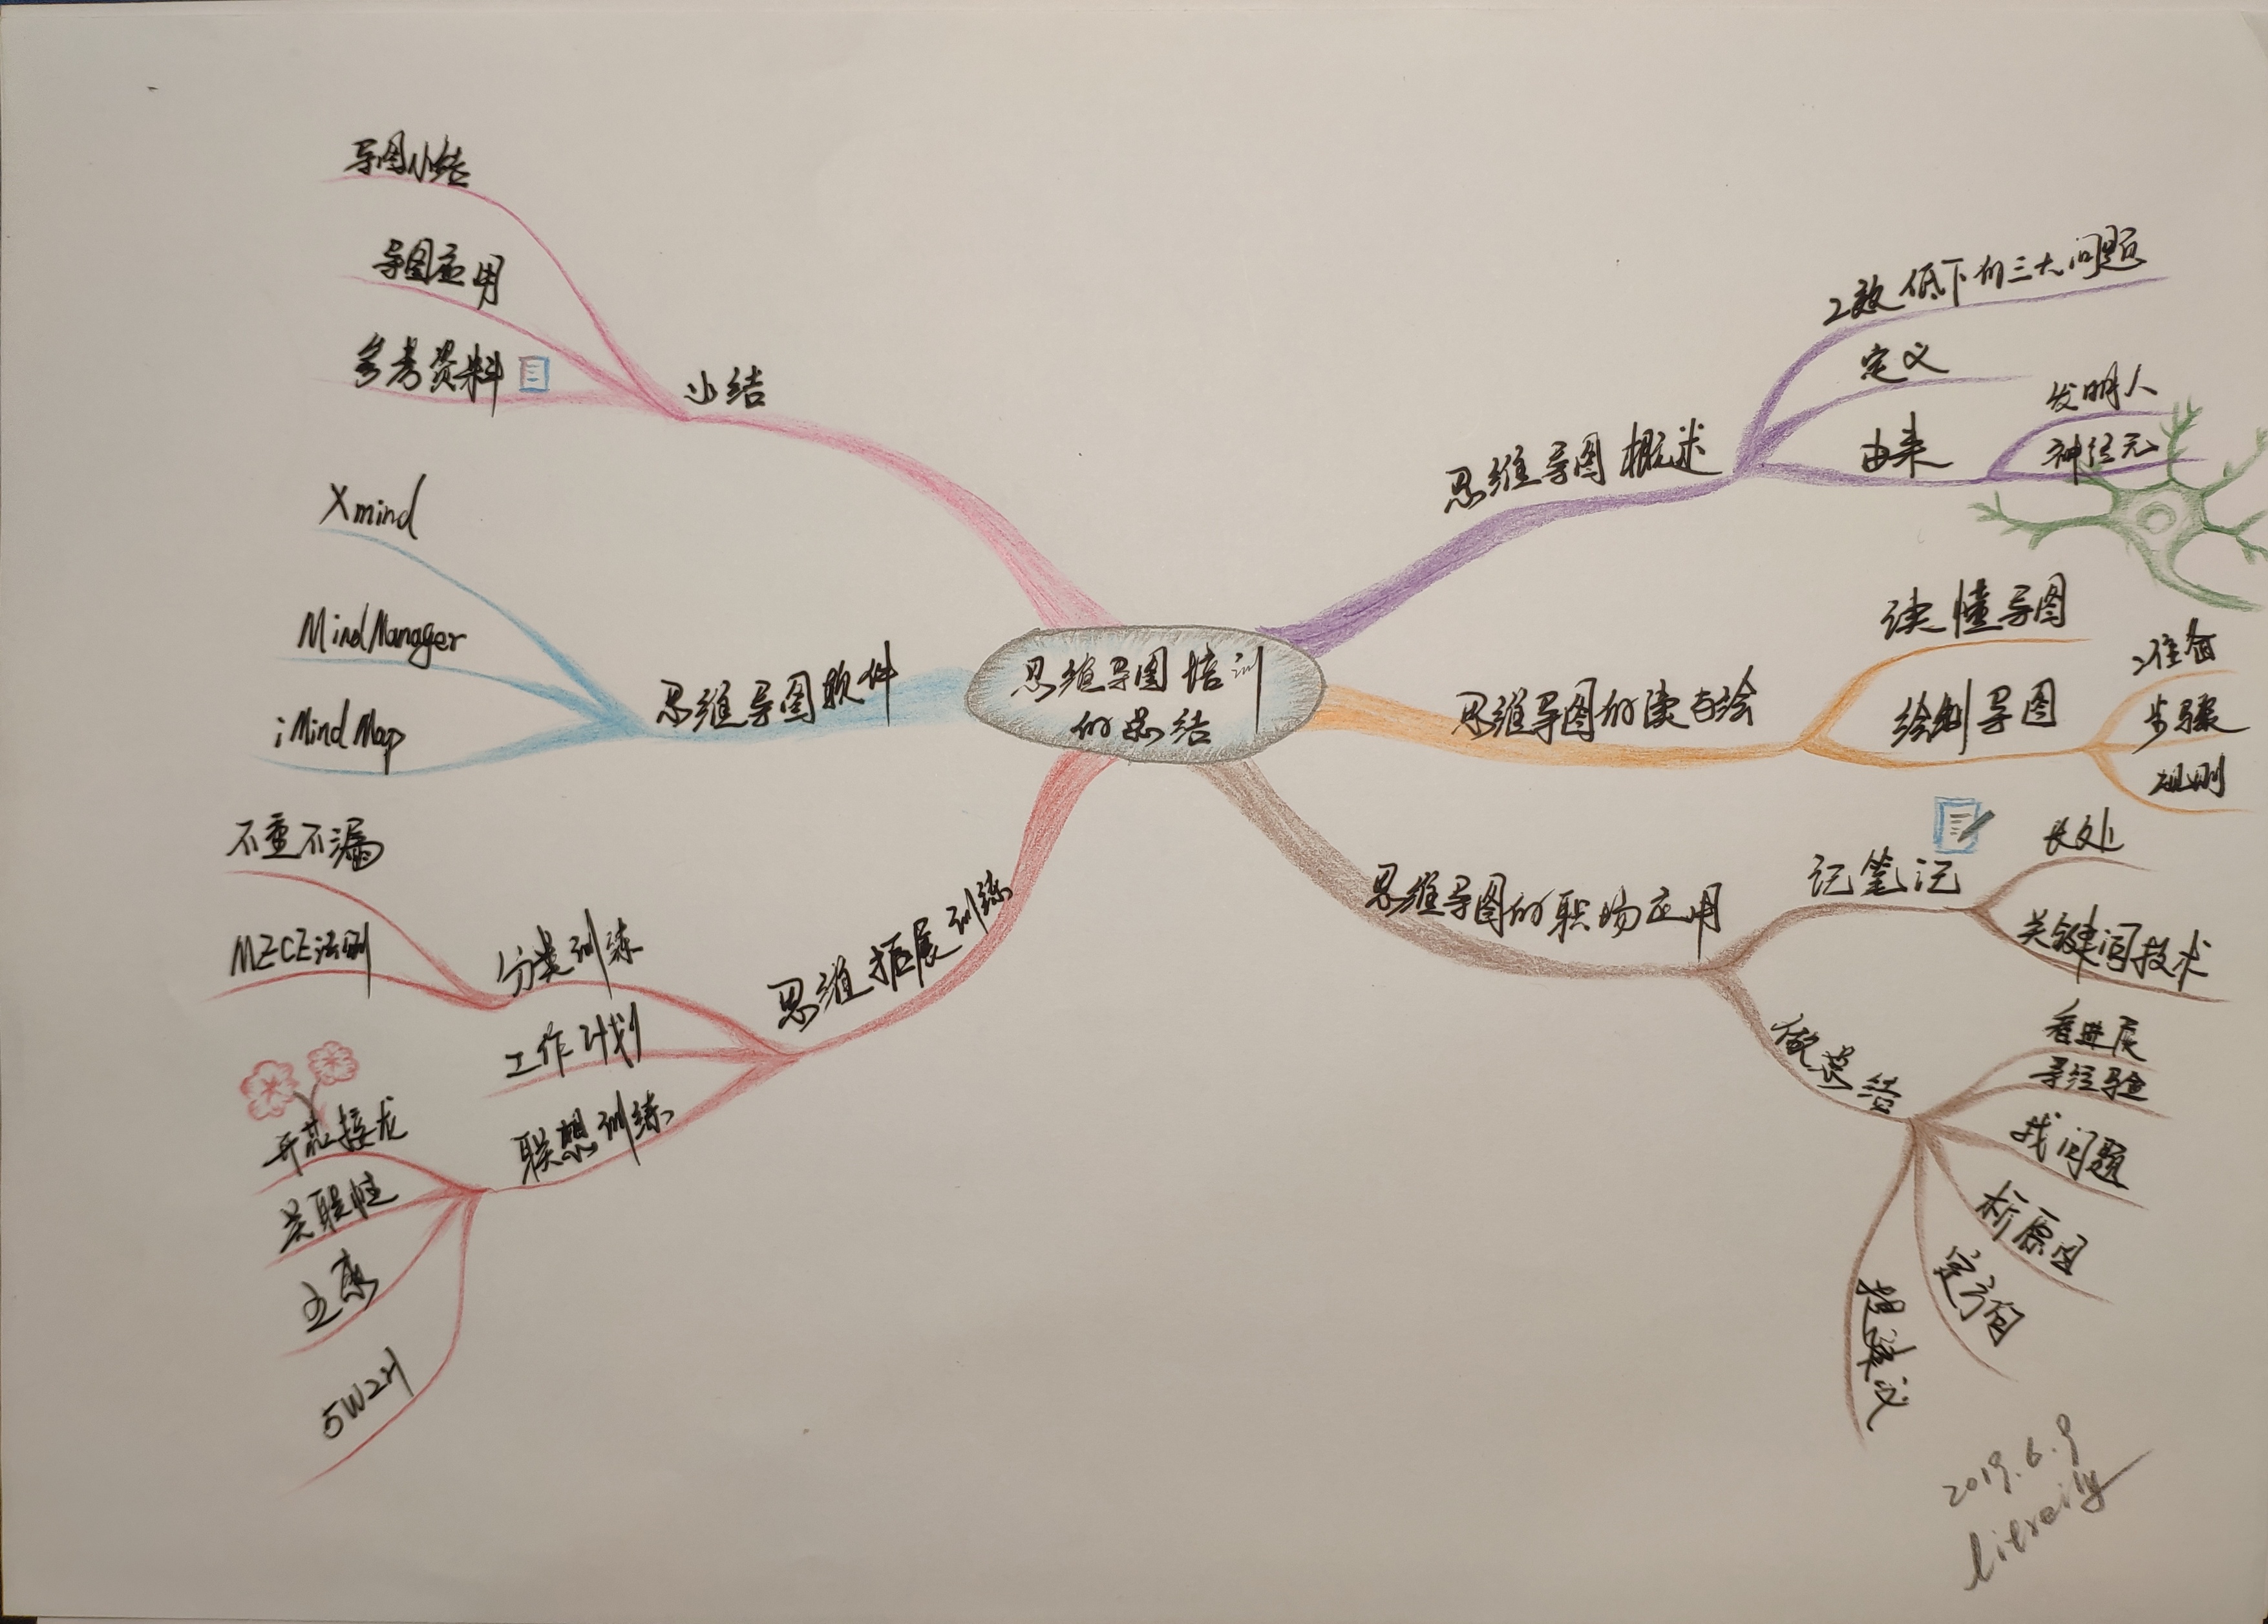 思维导图培训
的总结
思维导图概述
工效低下的三大问题
定义
由来
发明人
神经元
思维导图的读与绘
读懂导图
绘制导图
准备
步骤
规则
思维导图的职场应用
记笔记
长处
关键词技术
做总结
看进展
寻经验
找问题
析原因
定方向
提建议
思维拓展训练
分类训练
不重不漏
MECE法则
工作计划
联想训练
开花接龙
关联性
5W2H
思维导图软件
Xmind
MindManager
iMindMap
小结
导图小结
导图应用
参考资料
2019.6.9